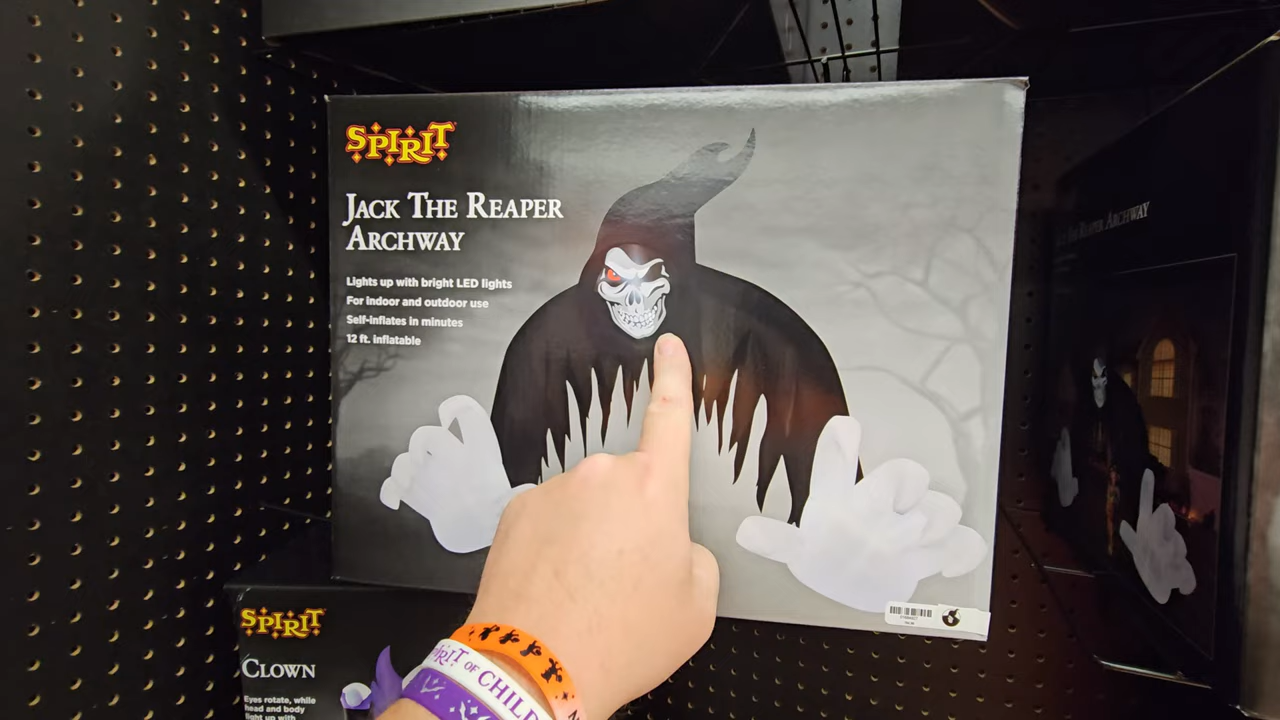 SPIRIT
JACK THE REAPER
ARCHWAY
Lights up with bright LED lights
For indoor and outdoor use
Self-inflates in minutes
12 ft. inflatable
THE REAPER ARCHWAY
SPIRIT
CLOWN
Eyes rotate, while
head and body
light up with
SPIRIT OF CHILD